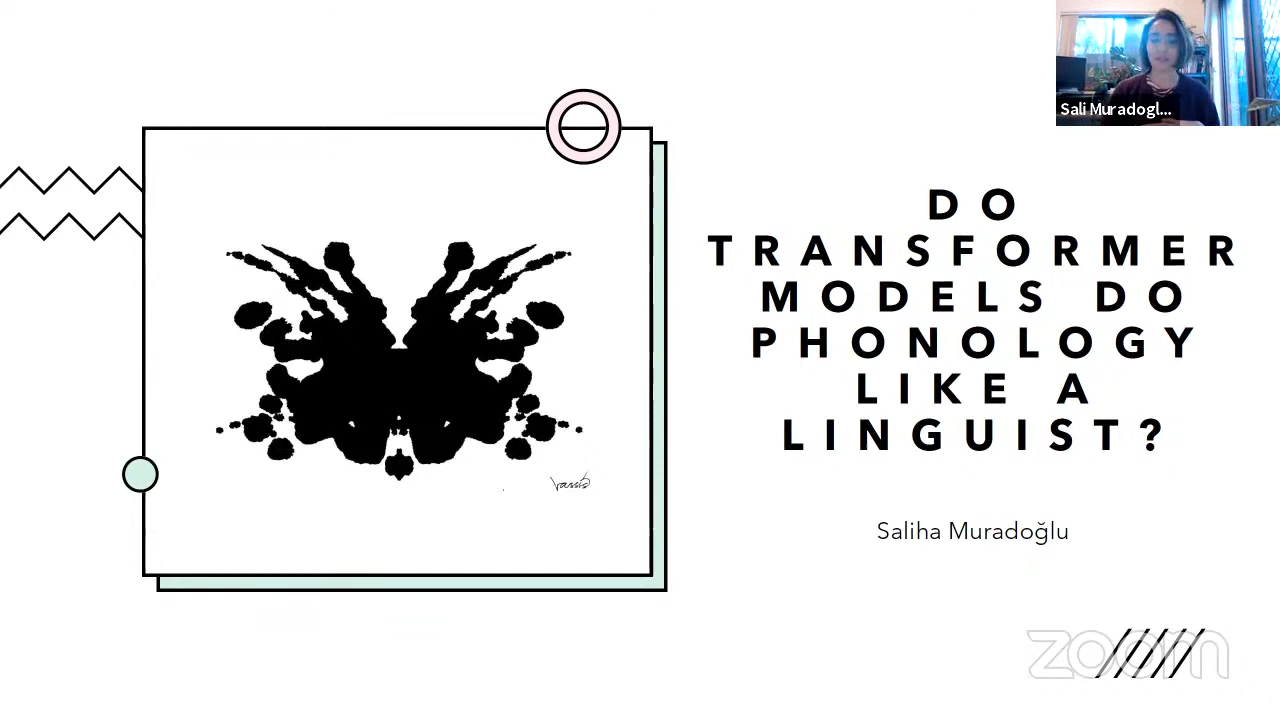 Sali Muradogl...
DO
TRANSFORMER
MODELS DO
PHONOLOGY
LIKE A
LINGUIST?
Saliha Muradoğlu
zoom